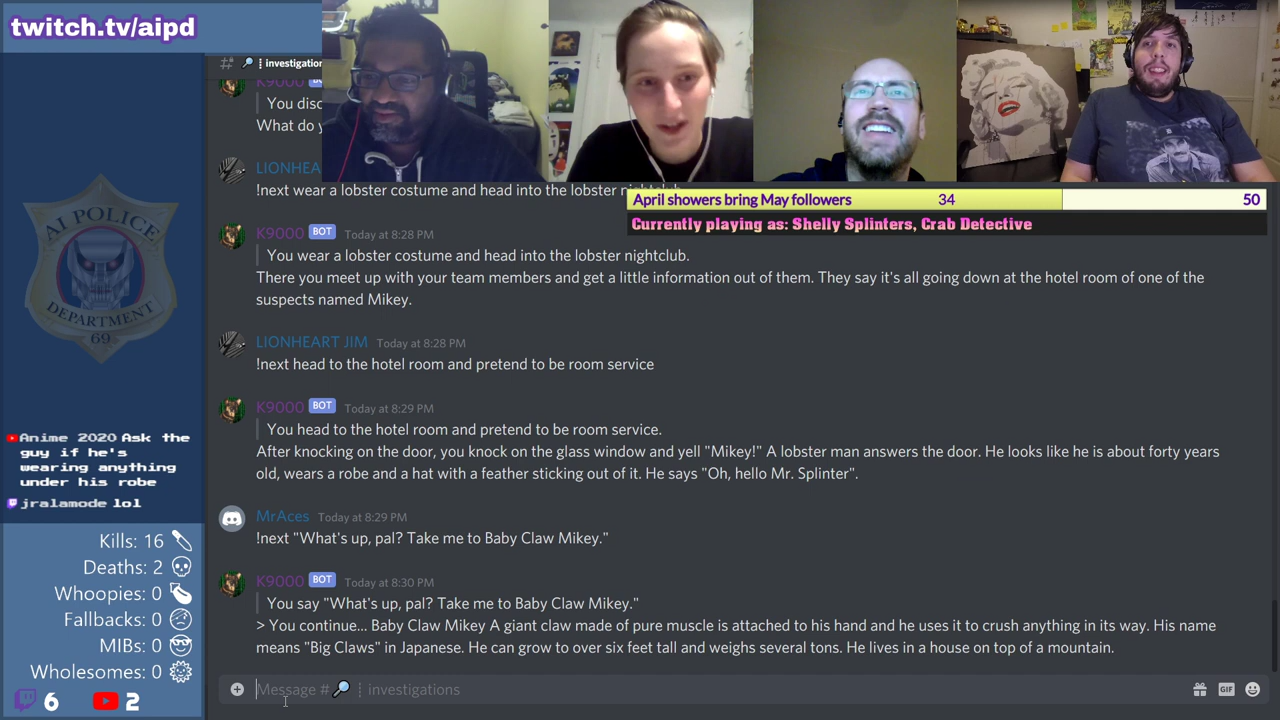 twitch.tv/aipd
investigation
K9000
You disc
What do y
LIONHEA
!next wear a lobster costume and head into the lobster nightclub
April showers bring May followers 34 50
Currently playing as: Shelly Splinters, Crab Detective
K9000 BOT Today at 8:28 PM
You wear a lobster costume and head into the lobster nightclub.
There you meet up with your team members and get a little information out of them. They say it's all going down at the hotel room of one of the
suspects named Mikey.
LIONHEART JIM Today at 8:28 PM
!next head to the hotel room and pretend to be room service
K9000 BOT Today at 8:29 PM
You head to the hotel room and pretend to be room service.
After knocking on the door, you knock on the glass window and yell "Mikey!" A lobster man answers the door. He looks like he is about forty years
old, wears a robe and a hat with a feather sticking out of it. He says "Oh, hello Mr. Splinter".
MrAces Today at 8:29 PM
!next "What's up, pal? Take me to Baby Claw Mikey."
K9000 BOT Today at 8:30 PM
You say "What's up, pal? Take me to Baby Claw Mikey."
> You continue... Baby Claw Mikey A giant claw made of pure muscle is attached to his hand and he uses it to crush anything in its way. His name
means "Big Claws" in Japanese. He can grow to over six feet tall and weighs several tons. He lives in a house on top of a mountain.
Message # investigations
GIF
AI POLICE
DEPARTMENT
69
Anime 2020 Ask the
guy if he's
wearing anything
under his robe
jralamode lol
Kills: 16
Deaths: 2
Whoopies: 0
Fallbacks: 0
MIBs: 0
Wholesomes: 0
6 2